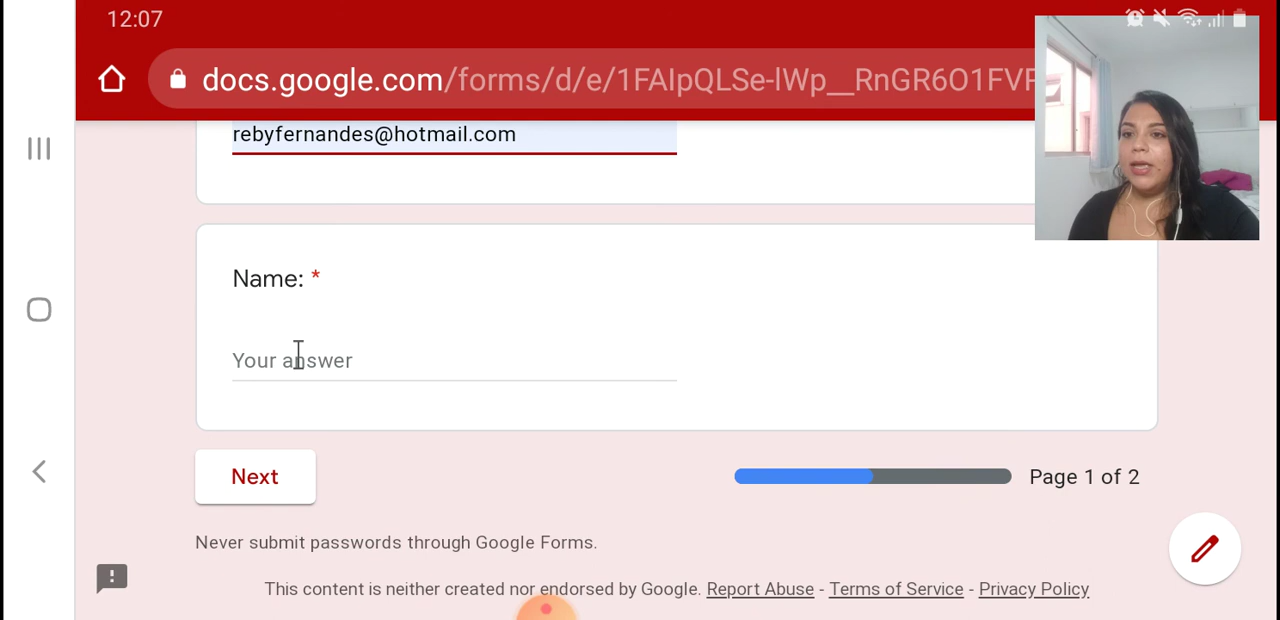 12:07
docs.google.com/forms/d/e/1FAIpQLSe-lWp__RnGR6O1FVF
rebyfernandes@hotmail.com
Name: *
Your answer
Next
Page 1 of 2
Never submit passwords through Google Forms.
This content is neither created nor endorsed by Google. Report Abuse - Terms of Service - Privacy Policy